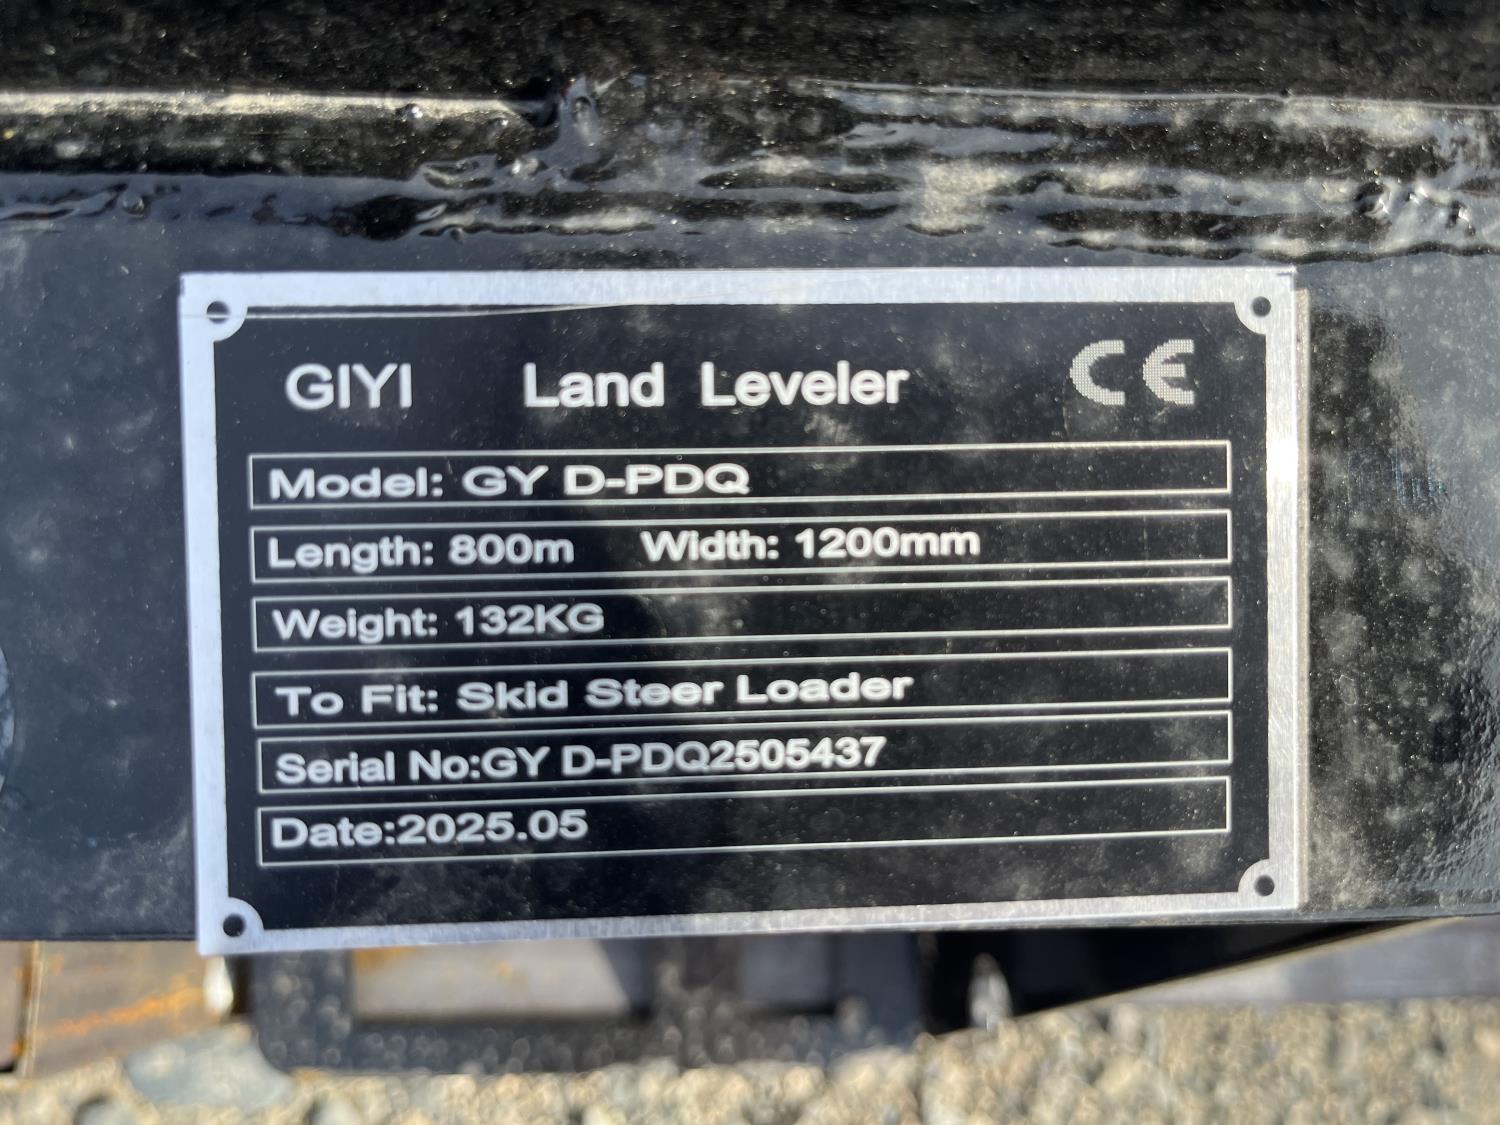 GIYI Land Leveler CE
Model: GY D-PDQ
Length: 800m Width: 1200mm
Weight: 132KG
To Fit: Skid Steer Loader
Serial No:GY D-PDQ2505437
Date:2025.05